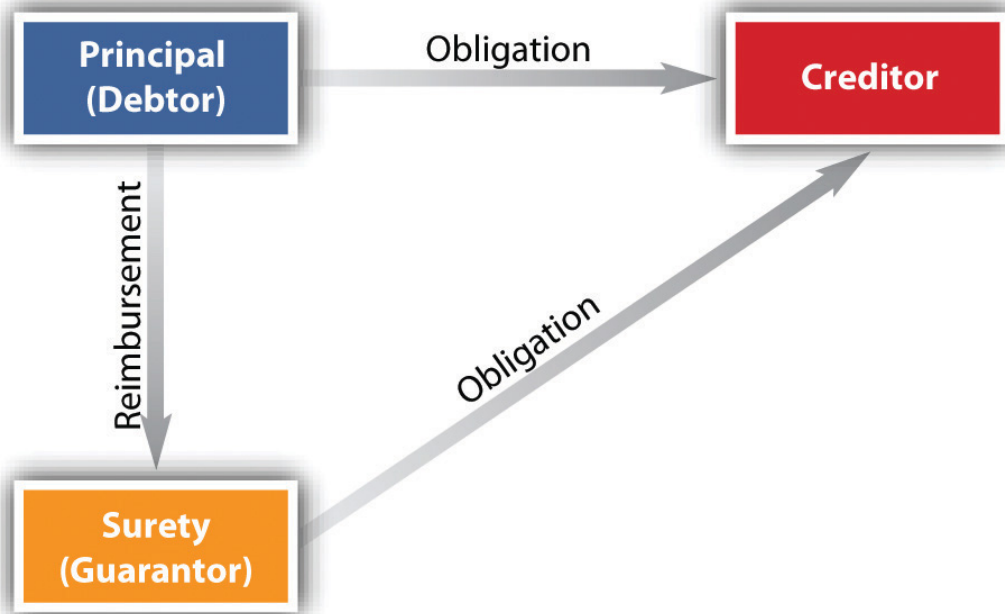 Principal
(Debtor)
Obligation
Creditor
Reimbursement
Obligation
Surety
(Guarantor)